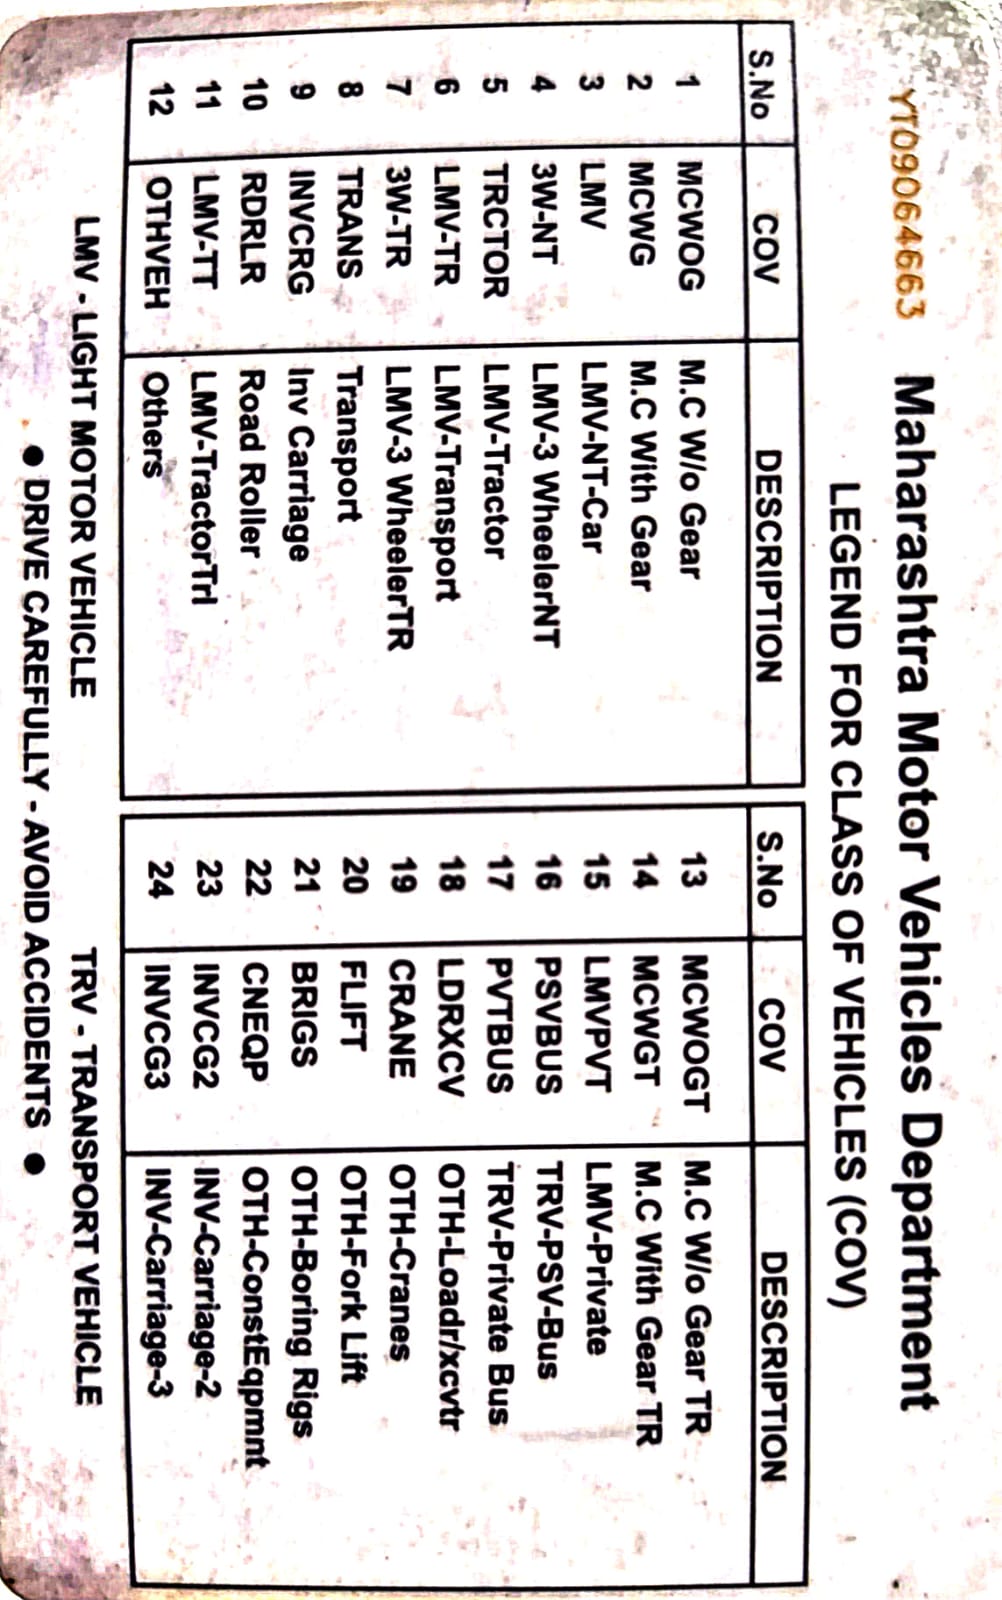 YT09064663 Maharashtra Motor Vehicles Department
LEGEND FOR CLASS OF VEHICLES (COV)
S.No COV DESCRIPTION
1 MCWOG M.C W/o Gear
2 MCWG M.C With Gear
3 LMV LMV-NT-Car
4 3W-NT LMV-3 WheelerNT
5 TRCTOR LMV-Tractor
6 LMV-TR LMV-Transport
7 3W-TR LMV-3 WheelerTR
8 TRANS Transport
9 INVCRG Inv Carriage
10 RDRLR Road Roller
11 LMV-TT LMV-TractorTrl
12 OTHVEH Others
S.No COV DESCRIPTION
13 MCWOGT M.C W/o Gear TR
14 MCWGT M.C With Gear TR
15 LMVPVT LMV-Private
16 PSVBUS TRV-PSV-Bus
17 PVTBUS TRV-Private Bus
18 LDRXCV OTH-Loadr/xcvtr
19 CRANE OTH-Cranes
20 FLIFT OTH-Fork Lift
21 BRIGS OTH-Boring Rigs
22 CNEQP OTH-ConstEqpmnt
23 INVCG2 INV-Carriage-2
24 INVCG3 INV-Carriage-3
LMV - LIGHT MOTOR VEHICLE TRV - TRANSPORT VEHICLE
● DRIVE CAREFULLY - AVOID ACCIDENTS ●